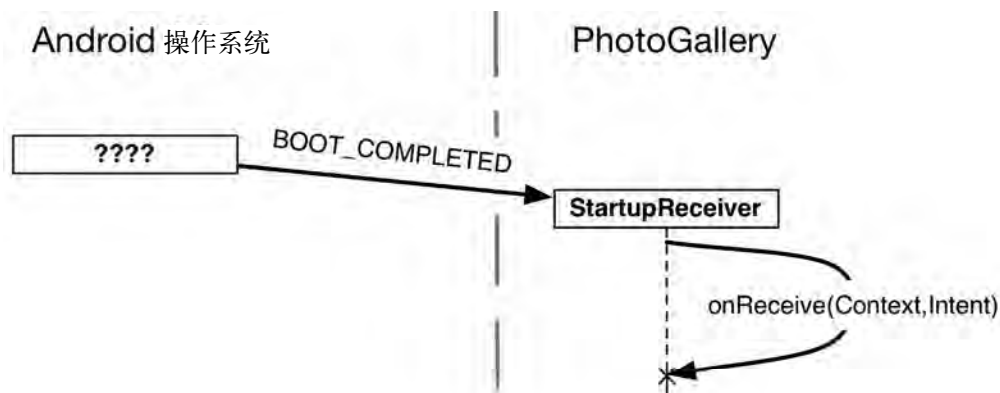 Android 操作系统
PhotoGallery
????
BOOT_COMPLETED
StartupReceiver
onReceive(Context,Intent)